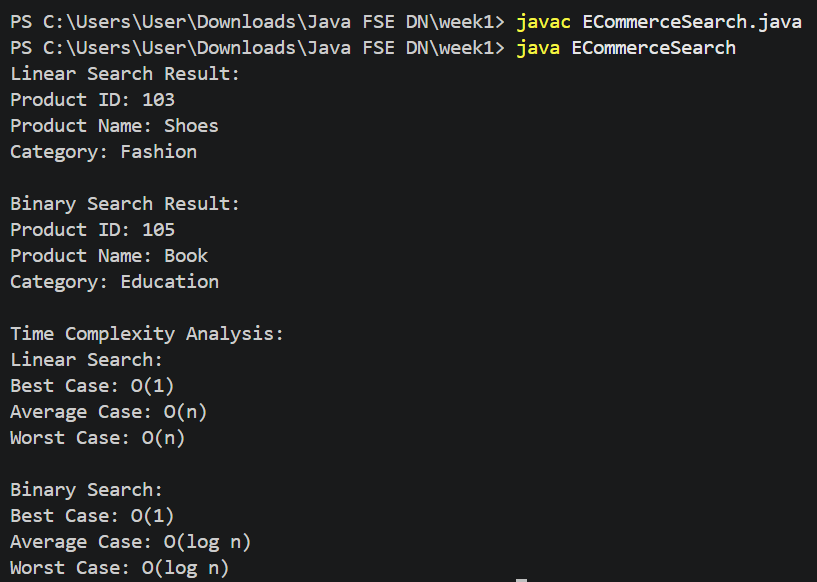 PS C:\Users\User\Downloads\Java FSE DN\week1> javac ECommerceSearch.java
PS C:\Users\User\Downloads\Java FSE DN\week1> java ECommerceSearch
Linear Search Result:
Product ID: 103
Product Name: Shoes
Category: Fashion
Binary Search Result:
Product ID: 105
Product Name: Book
Category: Education
Time Complexity Analysis:
Linear Search:
Best Case: O(1)
Average Case: O(n)
Worst Case: O(n)
Binary Search:
Best Case: O(1)
Average Case: O(log n)
Worst Case: O(log n)